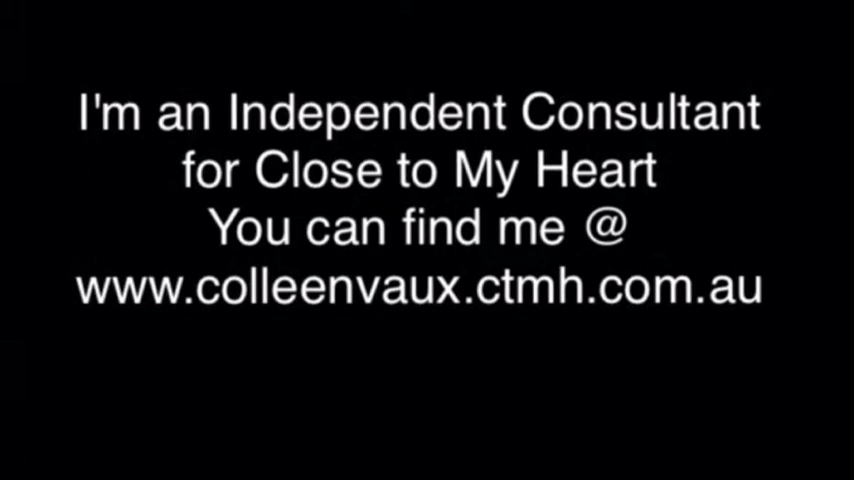 I'm an Independent Consultant
for Close to My Heart
You can find me @
www.colleenvaux.ctmh.com.au